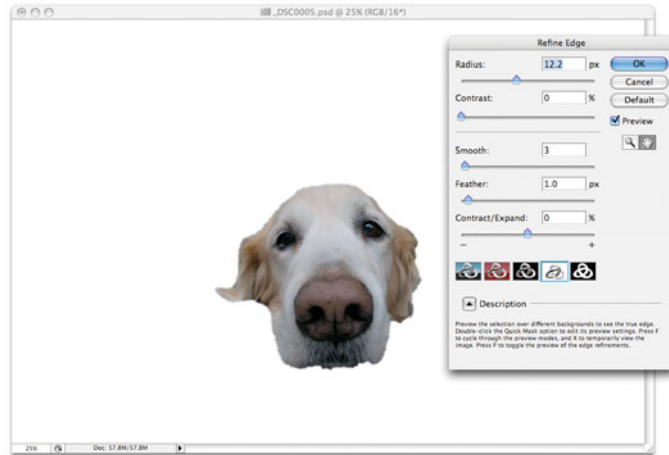 _DSC0005.psd @ 25% (RGB/16*)
Refine Edge
Radius: 12.2 px
OK
Cancel
Contrast: 0 %
Default
Preview
Smooth: 3
Feather: 1.0 px
Contract/Expand: 0 %
− +
Description
Preview the selection over different backgrounds to see the true edge.
Double-click the Quick Mask option to edit its preview settings. Press F
to cycle through the preview modes, and X to temporarily view the
image. Press F to toggle the preview of the edge refinements.
25% Doc: 57.8M/57.8M